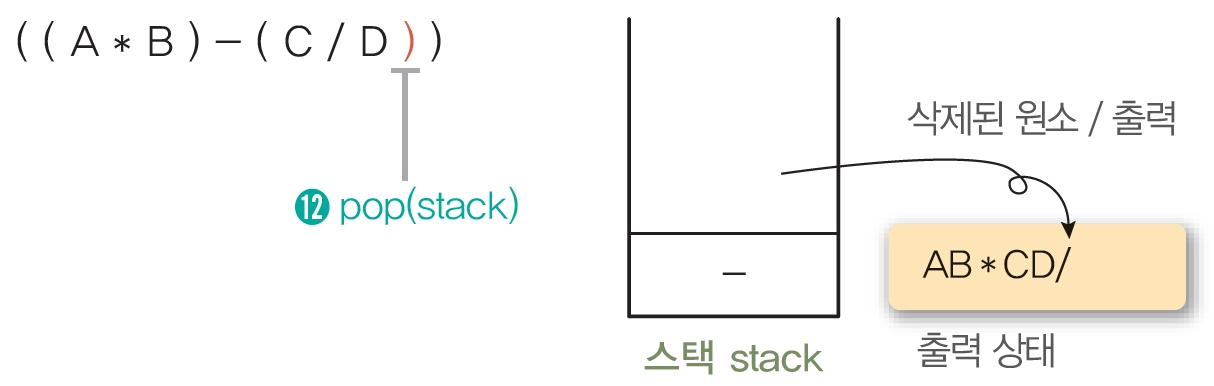 ((A*B)-(C/D))
⓬ pop(stack)
삭제된 원소 / 출력
–
AB*CD/
스택 stack
출력 상태